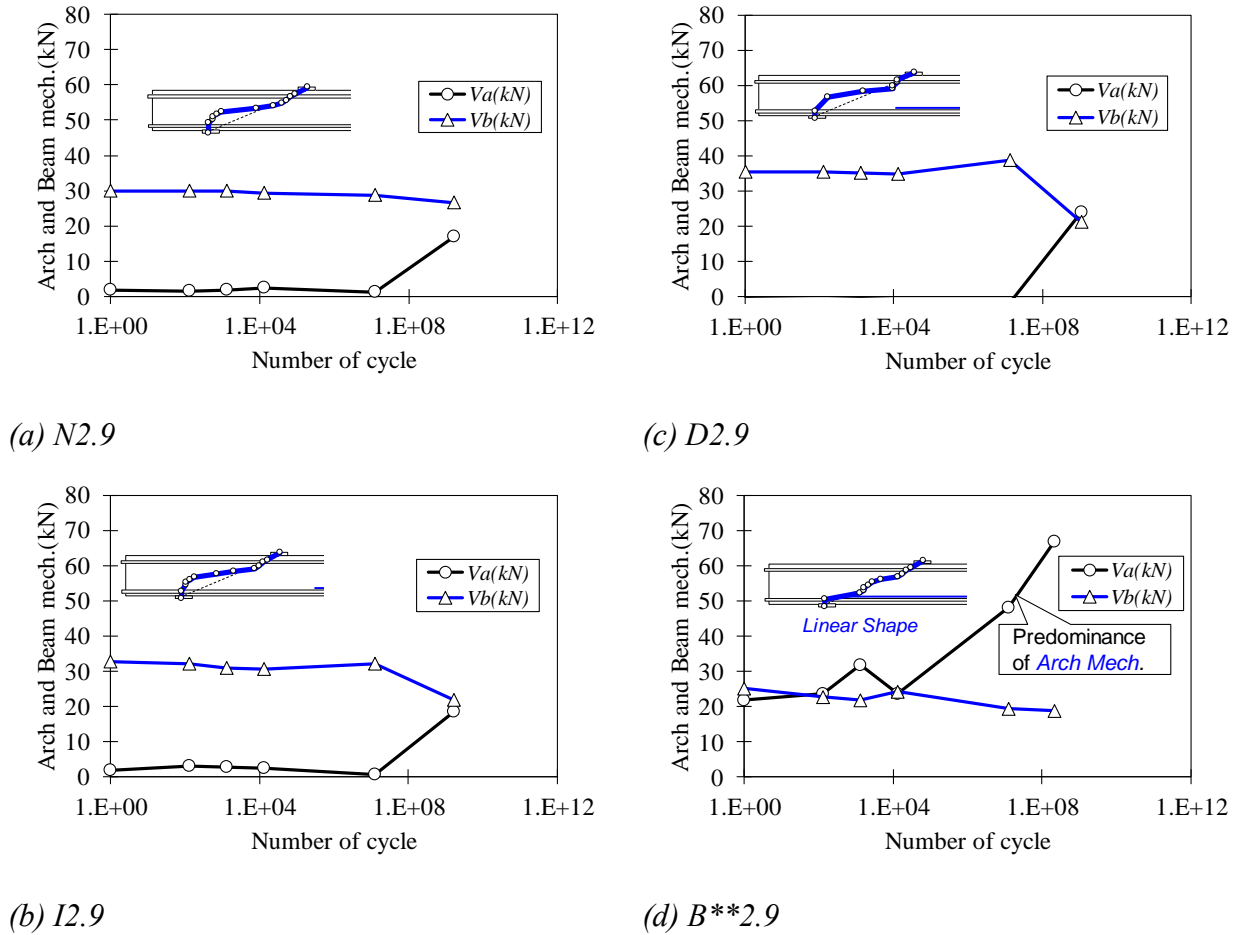 80
70
60
50
40
30
20
10
0
Arch and Beam mech.(kN)
Va(kN)
Vb(kN)
1.E+00 1.E+04 1.E+08 1.E+12
Number of cycle
(a) N2.9
80
70
60
50
40
30
20
10
0
Arch and Beam mech.(kN)
Va(kN)
Vb(kN)
1.E+00 1.E+04 1.E+08 1.E+12
Number of cycle
(c) D2.9
80
70
60
50
40
30
20
10
0
Arch and Beam mech.(kN)
Va(kN)
Vb(kN)
1.E+00 1.E+04 1.E+08 1.E+12
Number of cycle
(b) I2.9
80
70
60
50
40
30
20
10
0
Arch and Beam mech.(kN)
Va(kN)
Vb(kN)
Linear Shape
Predominance
of Arch Mech.
1.E+00 1.E+04 1.E+08 1.E+12
Number of cycle
(d) B**2.9